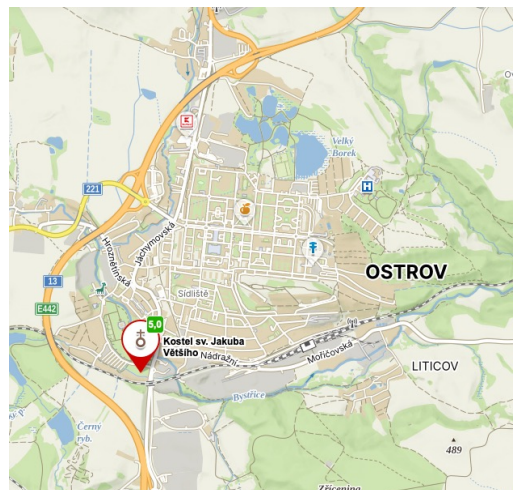 Velký
Borek
H
221
Jáchymovská
Hroznětínská
OSTROV
13
Sídliště
E442
5,0
Kostel sv. Jakuba
Většího
Nádražní
Mořičovská
LITICOV
Bystřice
Černý
ryb.
489
Zřícenina